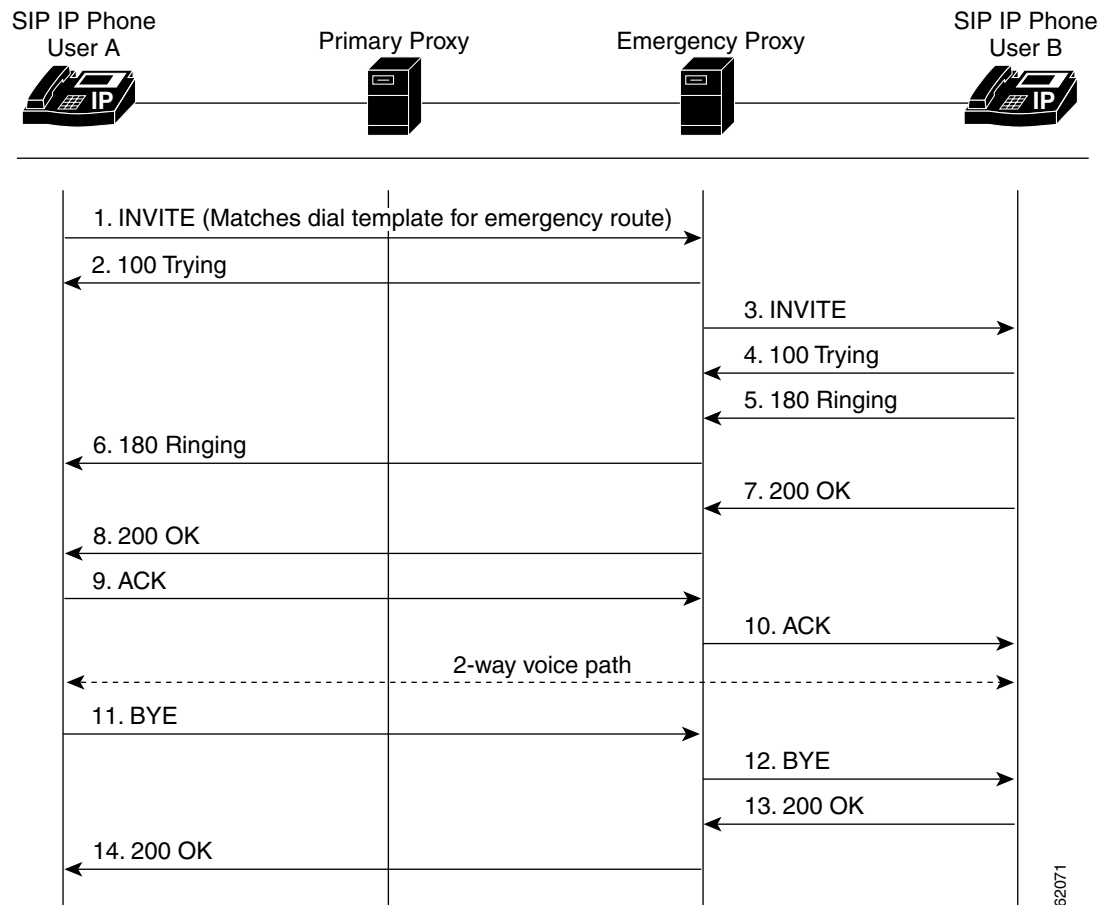 SIP IP Phone
User A
Primary Proxy
Emergency Proxy
SIP IP Phone
User B
IP
IP
1. INVITE (Matches dial template for emergency route)
2. 100 Trying
3. INVITE
4. 100 Trying
5. 180 Ringing
6. 180 Ringing
7. 200 OK
8. 200 OK
9. ACK
10. ACK
2-way voice path
11. BYE
12. BYE
13. 200 OK
14. 200 OK
62071